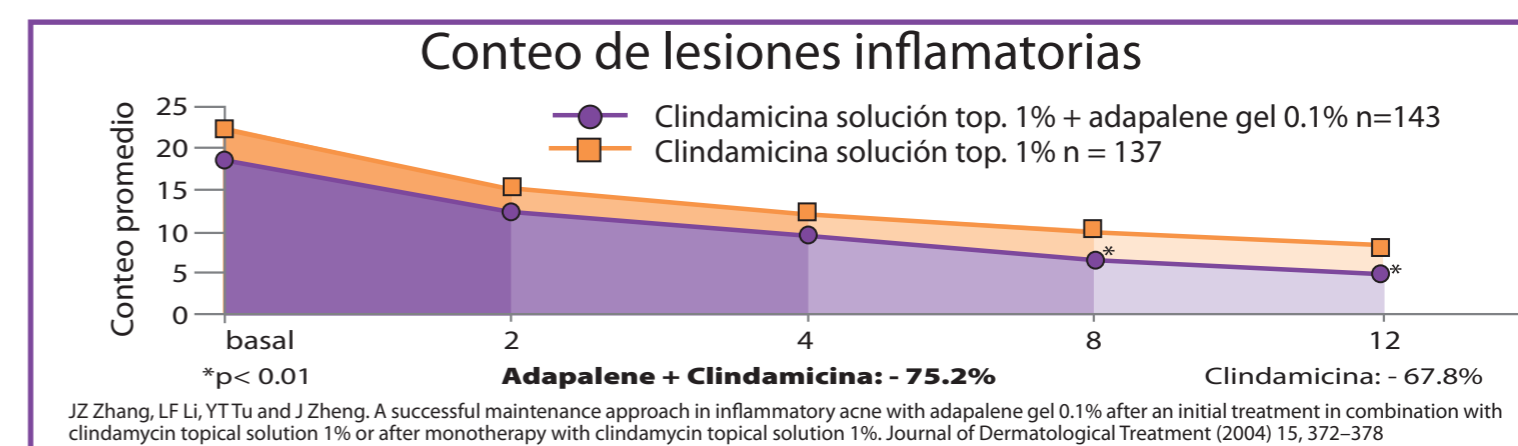 Conteo de lesiones inflamatorias
Conteo promedio
25
20
15
10
5
0
Clindamicina solución top. 1% + adapalene gel 0.1% n=143
Clindamicina solución top. 1% n = 137
*
*
basal 2 4 8 12
*p< 0.01 Adapalene + Clindamicina: - 75.2% Clindamicina: - 67.8%
JZ Zhang, LF Li, YT Tu and J Zheng. A successful maintenance approach in inflammatory acne with adapalene gel 0.1% after an initial treatment in combination with
clindamycin topical solution 1% or after monotherapy with clindamycin topical solution 1%. Journal of Dermatological Treatment (2004) 15, 372–378